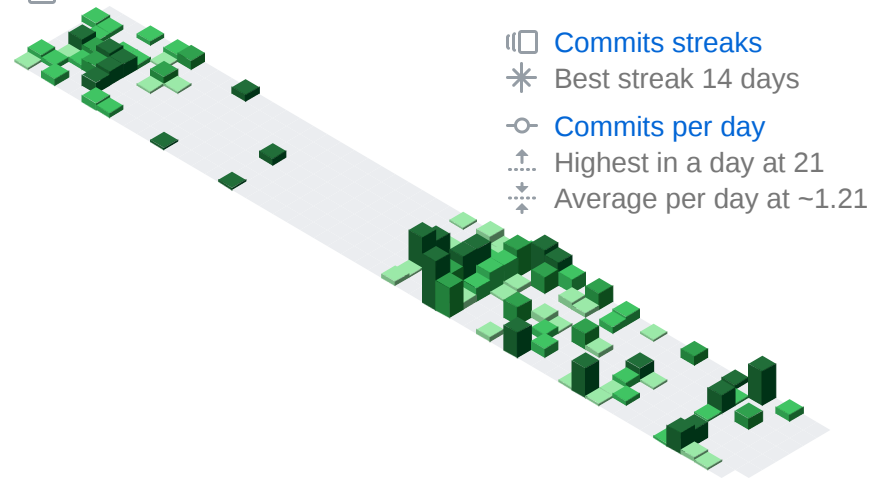 Commits streaks
Best streak 14 days
Commits per day
Highest in a day at 21
Average per day at ~1.21